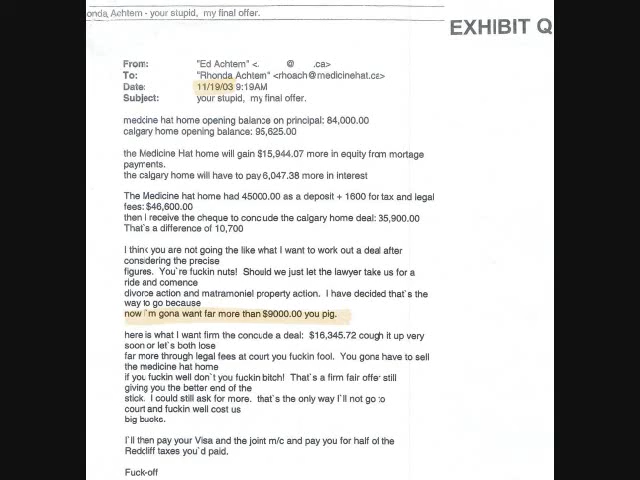 onda Achtem - your stupid, my final offer.
EXHIBIT Q
From: "Ed Achtem" <. @ .ca>
To: "Rhonda Achtem" <rhoach@medicinehat.ca>
Date: 11/19/03 9:19AM
Subject: your stupid, my final offer.
medicine hat home opening balance on principal: 84,000.00
calgary home opening balance: 95,625.00
the Medicine Hat home will gain $15,944.07 more in equity from mortage
payments.
the calgary home will have to pay 6,047.38 more in interest
The Medicine hat home had 45000.00 as a deposit + 1600 for tax and legal
fees: $46,600.00
then I receive the cheque to concude the calgary home deal: 35,900.00
That`s a difference of 10,700
I think you are not going the like what I want to work out a deal after
considering the precise
figures. You`re fuckin nuts! Should we just let the lawyer take us for a
ride and comence
divorce action and matramoniel property action. I have decided that`s the
way to go because
now I`m gona want far more than $9000.00 you pig.
here is what I want firm the concude a deal: $16,345.72 cough it up very
soon or let`s both lose
far more through legal fees at court you fuckin fool. You gona have to sell
the medicine hat home
if you fuckin well don`t you fuckin bitch! That`s a firm fair offer still
giving you the better end of the
stick. I could still ask for more. that`s the only way I`ll not go to
court and fuckin well cost us
big bucks.
I`ll then pay your Visa and the joint m/c and pay you for half of the
Redcliff taxes you`d paid.
Fuck-off